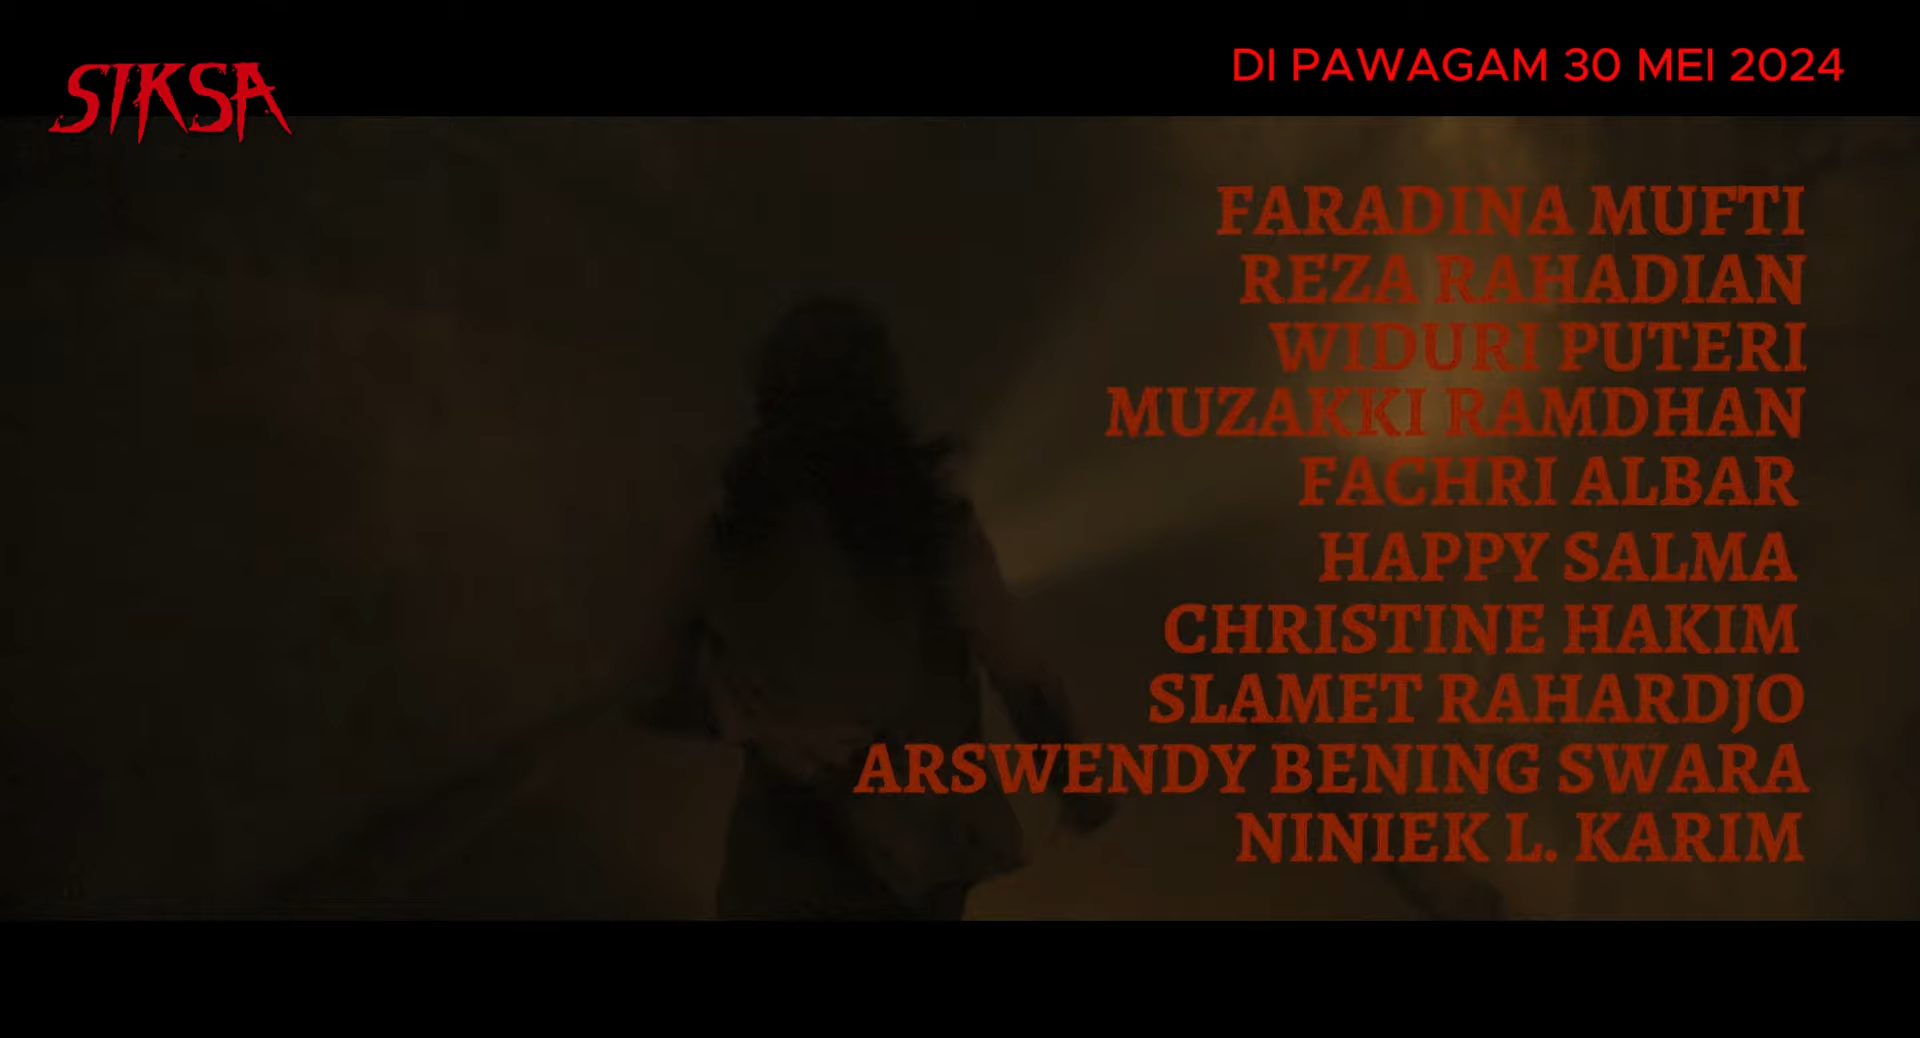 SIKSA
DI PAWAGAM 30 MEI 2024
FARADINA MUFTI
REZA RAHADIAN
WIDURI PUTERI
MUZAKKI RAMDHAN
FACHRI ALBAR
HAPPY SALMA
CHRISTINE HAKIM
SLAMET RAHARDJO
ARSWENDY BENING SWARA
NINIEK L. KARIM